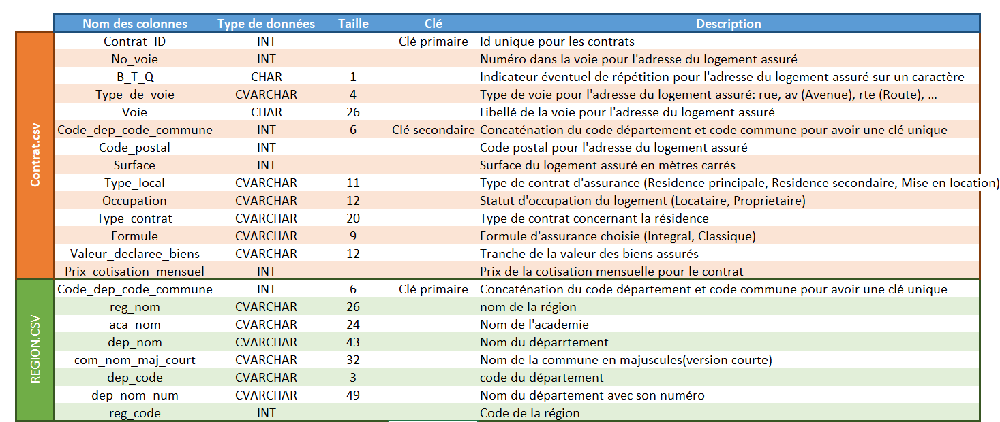 Nom des colonnes Type de données Taille Clé Description
Contrat.csv
Contrat_ID INT Clé primaire Id unique pour les contrats
No_voie INT Numéro dans la voie pour l'adresse du logement assuré
B_T_Q CHAR 1 Indicateur éventuel de répétition pour l'adresse du logement assuré sur un caractère
Type_de_voie CVARCHAR 4 Type de voie pour l'adresse du logement assuré: rue, av (Avenue), rte (Route), ...
Voie CHAR 26 Libellé de la voie pour l'adresse du logement assuré
Code_dep_code_commune INT 6 Clé secondaire Concaténation du code département et code commune pour avoir une clé unique
Code_postal INT Code postal pour l'adresse du logement assuré
Surface INT Surface du logement assuré en mètres carrés
Type_local CVARCHAR 11 Type de contrat d'assurance (Residence principale, Residence secondaire, Mise en location)
Occupation CVARCHAR 12 Statut d'occupation du logement (Locataire, Proprietaire)
Type_contrat CVARCHAR 20 Type de contrat concernant la résidence
Formule CVARCHAR 9 Formule d'assurance choisie (Integral, Classique)
Valeur_declaree_biens CVARCHAR 12 Tranche de la valeur des biens assurés
Prix_cotisation_mensuel INT Prix de la cotisation mensuelle pour le contrat
REGION.CSV
Code_dep_code_commune INT 6 Clé primaire Concaténation du code département et code commune pour avoir une clé unique
reg_nom CVARCHAR 26 nom de la région
aca_nom CVARCHAR 24 Nom de l'academie
dep_nom CVARCHAR 43 Nom du départtement
com_nom_maj_court CVARCHAR 32 Nom de la commune en majuscules(version courte)
dep_code CVARCHAR 3 code du département
dep_nom_num CVARCHAR 49 Nom du département avec son numéro
reg_code INT Code de la région